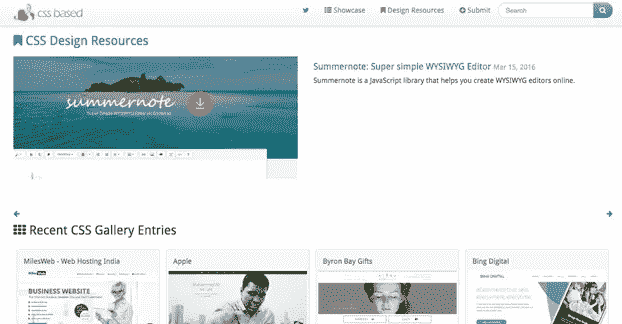 css based
Showcase
Design Resources
Submit
Search
CSS Design Resources
Summernote: Super simple WYSIWYG Editor Mar 15, 2016
Summernote is a JavaScript library that helps you create WYSIWYG editors online.
summernote
Recent CSS Gallery Entries
MilesWeb - Web Hosting India
Apple
Byron Bay Gifts
Bing Digital
BUSINESS WEBSITE